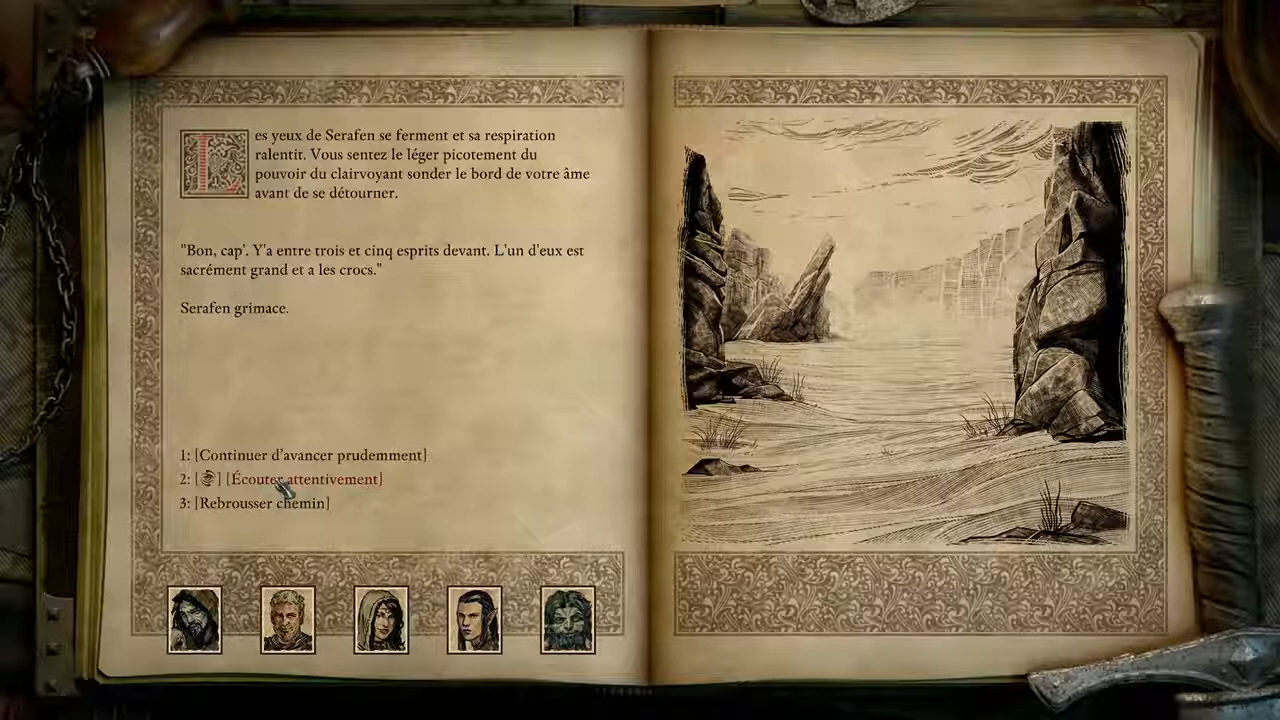 Les yeux de Serafen se ferment et sa respiration
ralentit. Vous sentez le léger picotement du
pouvoir du clairvoyant sonder le bord de votre âme
avant de se détourner.
"Bon, cap'. Y'a entre trois et cinq esprits devant. L'un d'eux est
sacrément grand et a les crocs."
Serafen grimace.
1: [Continuer d'avancer prudemment]
2: [] [Écouter attentivement]
3: [Rebrousser chemin]